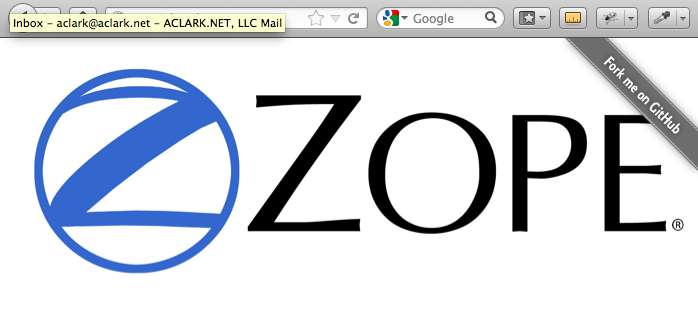 Inbox – aclark@aclark.net – ACLARK.NET, LLC Mail
Google
Fork me on GitHub
ZOPE®